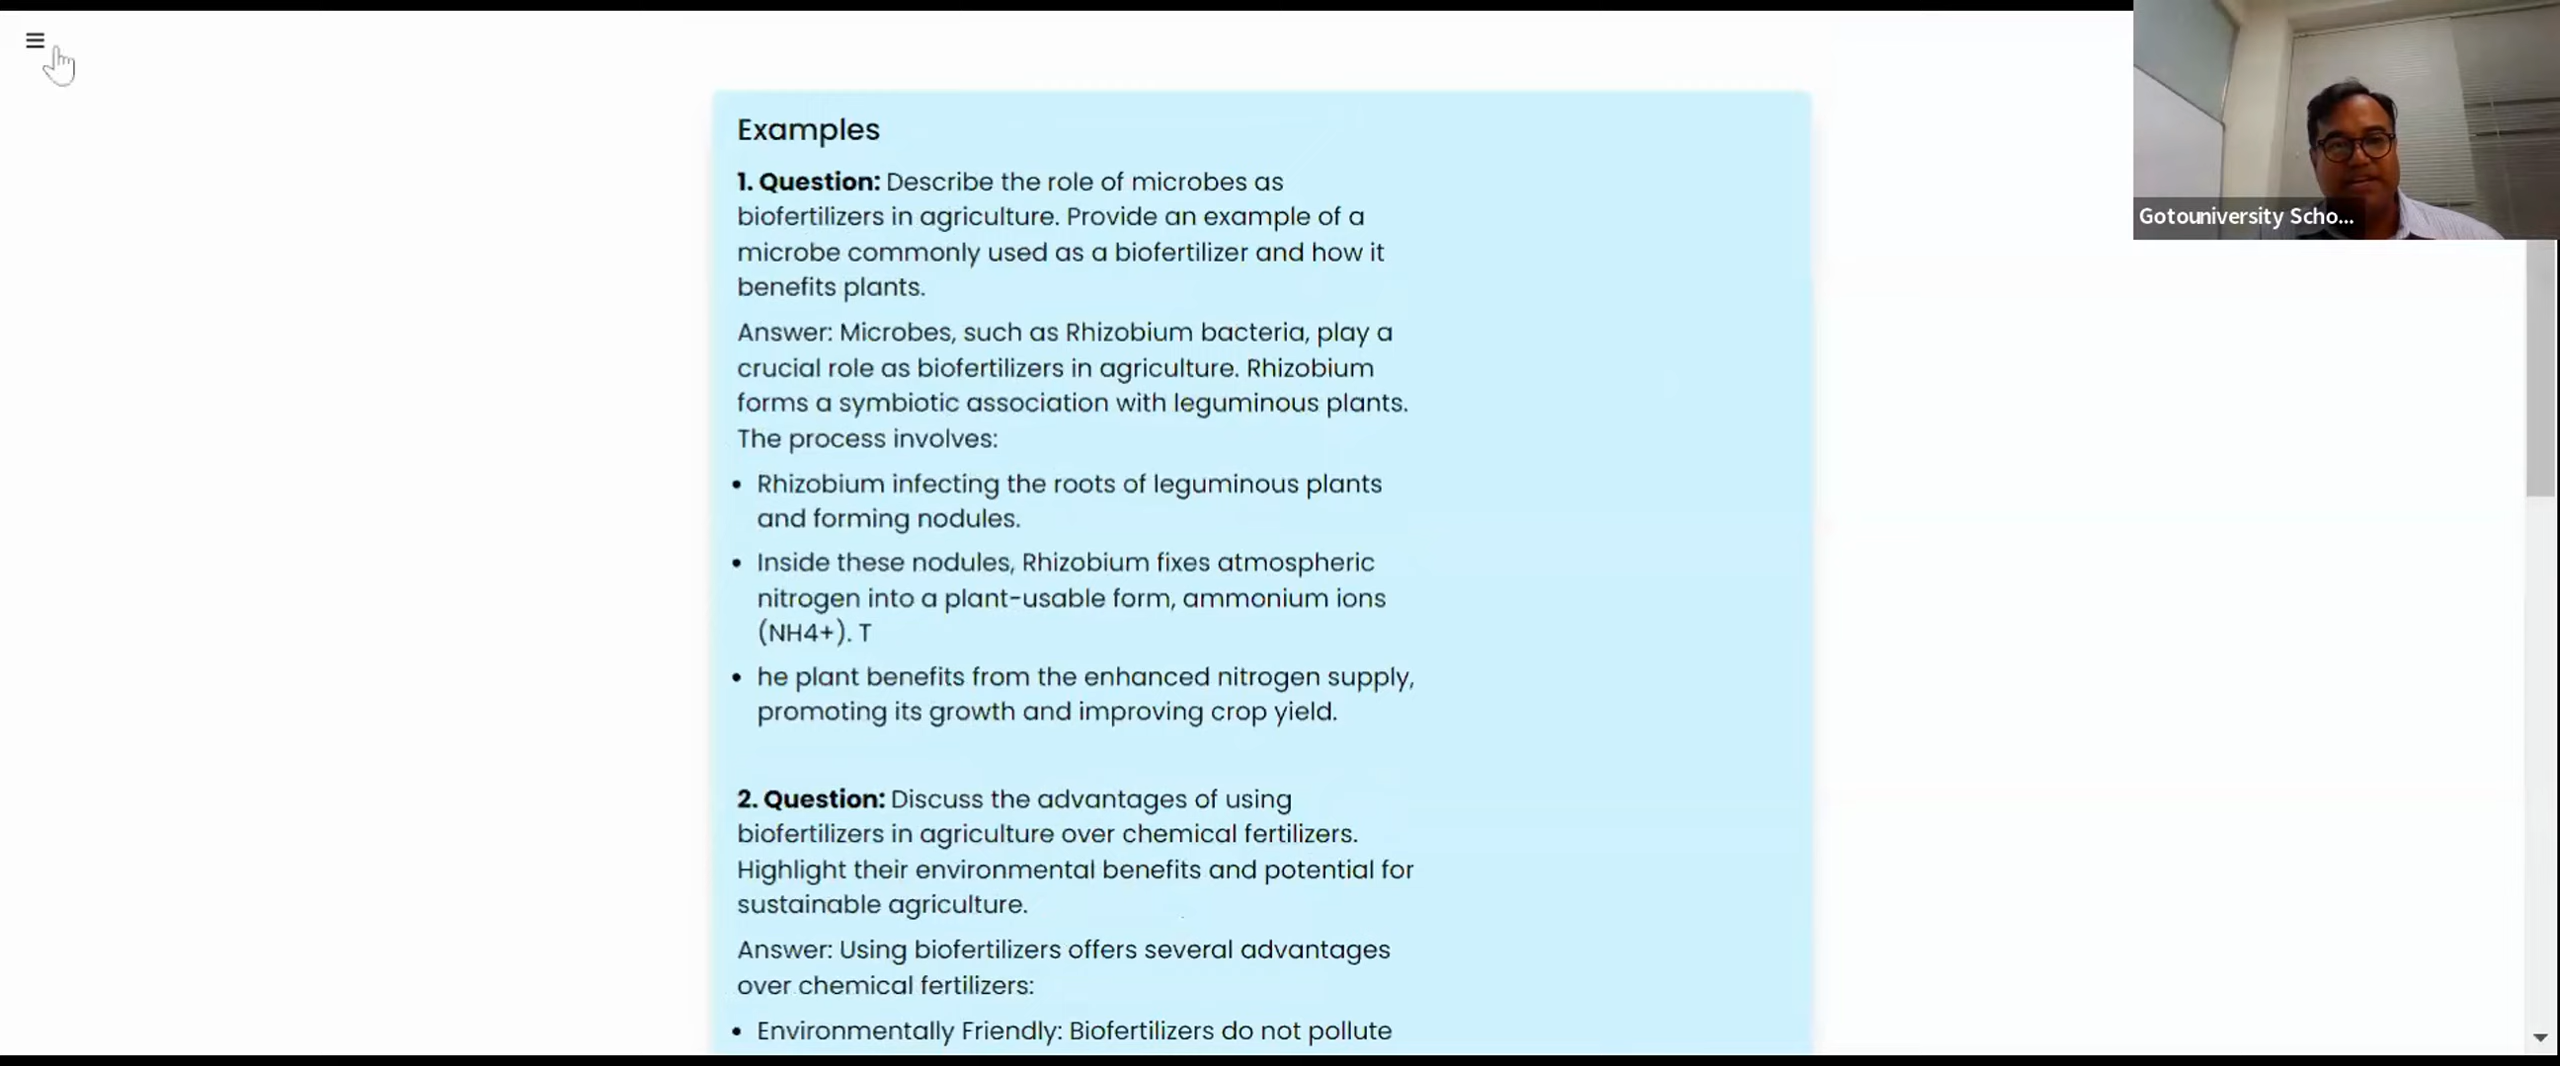 Examples
1. Question: Describe the role of microbes as
biofertilizers in agriculture. Provide an example of a
microbe commonly used as a biofertilizer and how it
benefits plants.
Answer: Microbes, such as Rhizobium bacteria, play a
crucial role as biofertilizers in agriculture. Rhizobium
forms a symbiotic association with leguminous plants.
The process involves:
• Rhizobium infecting the roots of leguminous plants
and forming nodules.
• Inside these nodules, Rhizobium fixes atmospheric
nitrogen into a plant-usable form, ammonium ions
(NH4+). T
• he plant benefits from the enhanced nitrogen supply,
promoting its growth and improving crop yield.
2. Question: Discuss the advantages of using
biofertilizers in agriculture over chemical fertilizers.
Highlight their environmental benefits and potential for
sustainable agriculture.
Answer: Using biofertilizers offers several advantages
over chemical fertilizers:
• Environmentally Friendly: Biofertilizers do not pollute
Gotouniversity Scho...